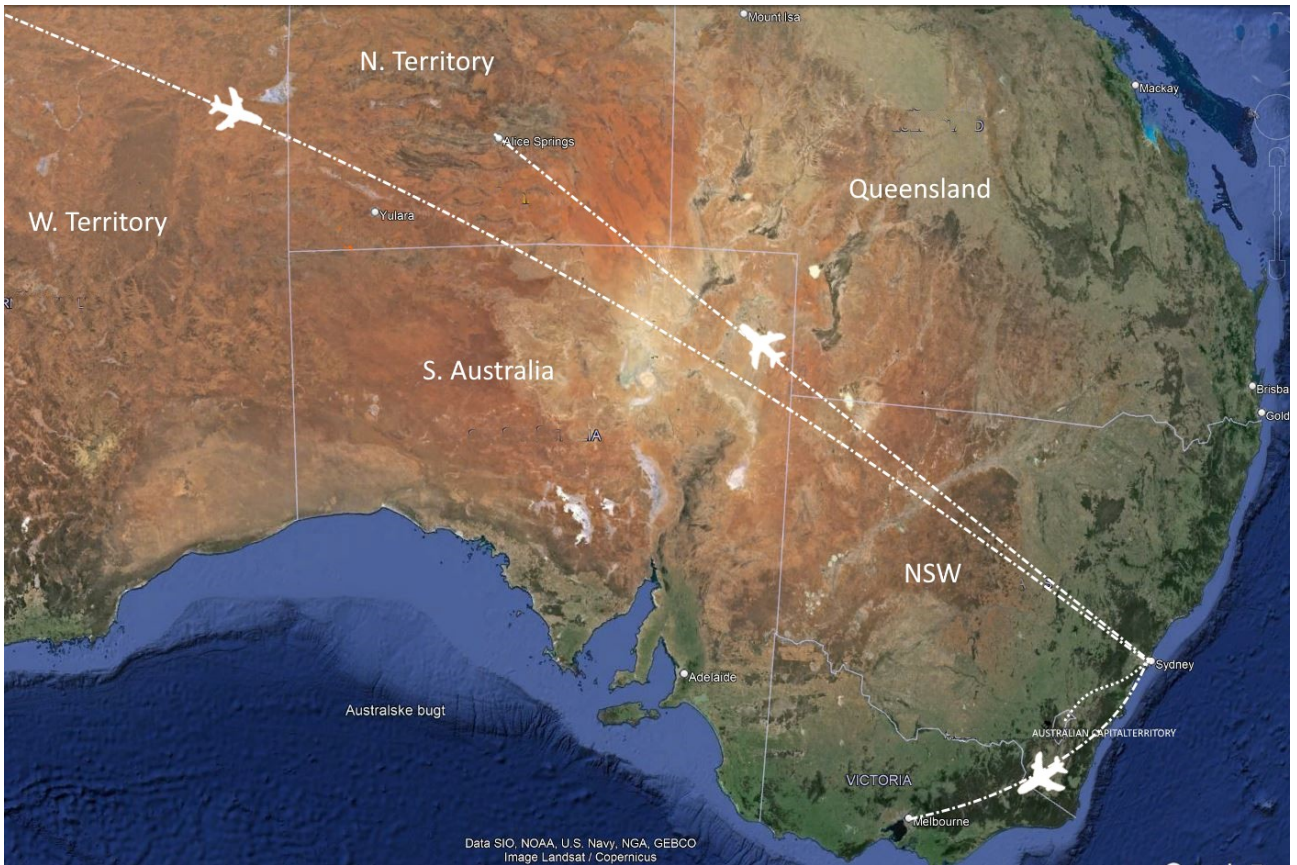 Mount Isa
N. Territory
Mackay
Alice Springs
Queensland
Yulara
W. Territory
S. Australia
Brisba
Gold
NSW
Sydney
Adelaide
Australske bugt
AUSTRALIAN CAPITALTERRITORY
VICTORIA
Melbourne
Data SIO, NOAA, U.S. Navy, NGA, GEBCO
Image Landsat / Copernicus